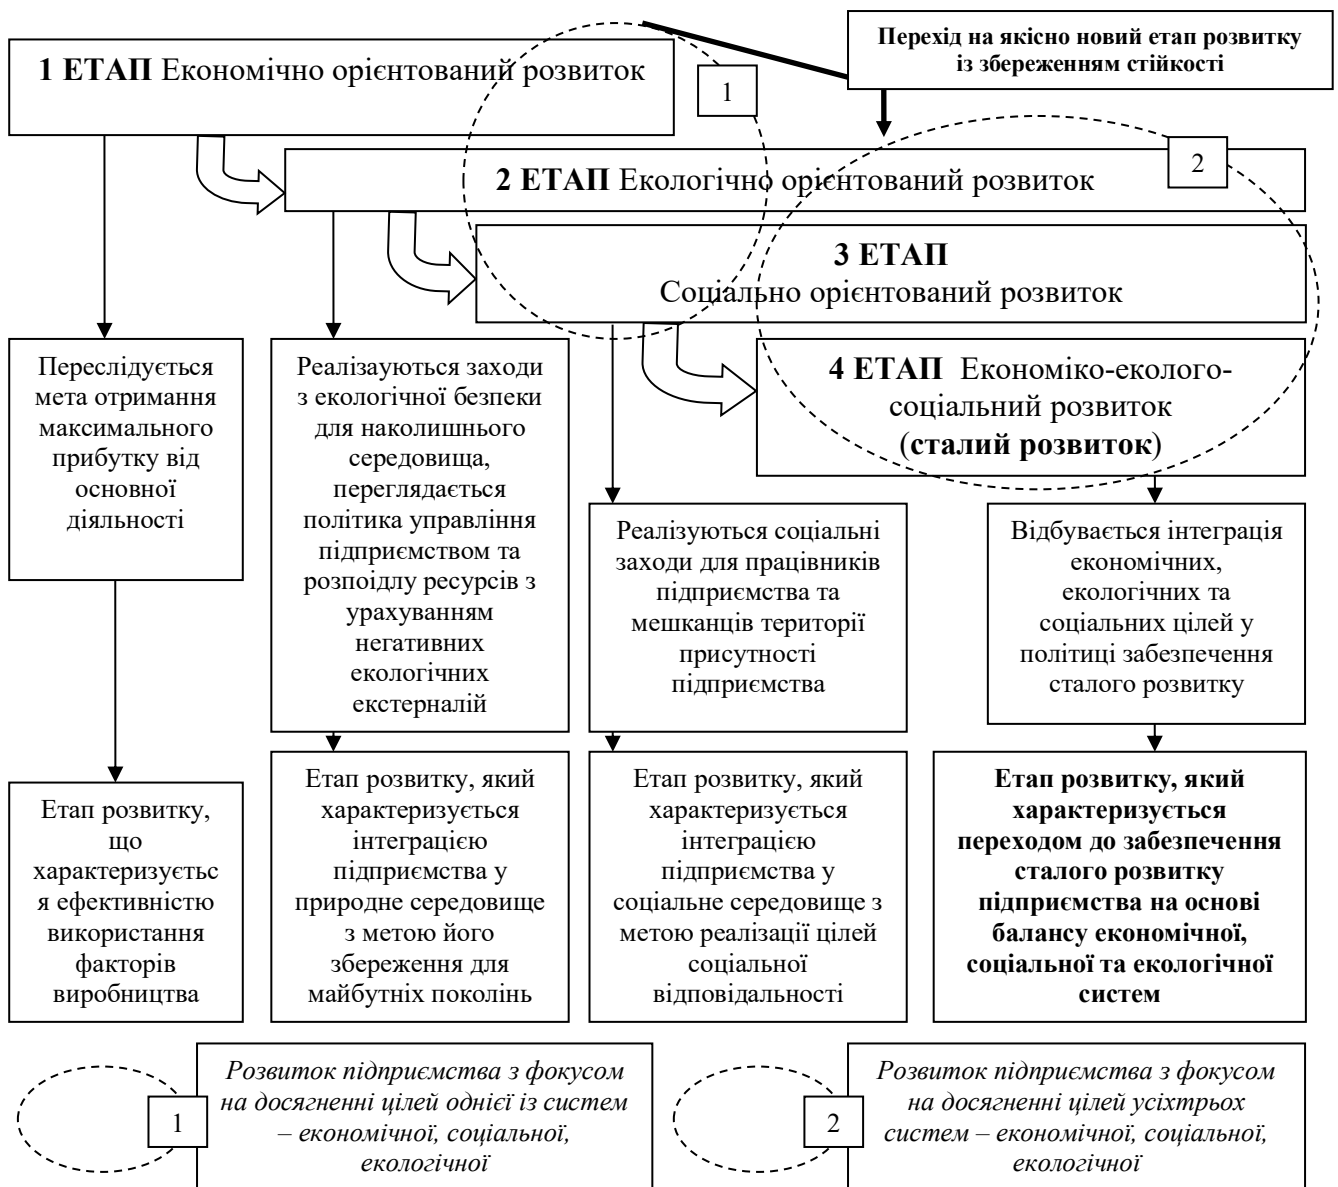 Перехід на якісно новий етап розвитку
із збереженням стійкості
1 ЕТАП Економічно орієнтований розвиток
1
2 ЕТАП Екологічно орієнтований розвиток
2
3 ЕТАП
Соціально орієнтований розвиток
4 ЕТАП Економіко-еколого-
соціальний розвиток
(сталий розвиток)
Переслідується
мета отримання
максимального
прибутку від
основної
діяльності
Реалізауються заходи
з екологічної безпеки
для наколишнього
середовища,
переглядається
політика управління
підприємством та
розпоідлу ресурсів з
урахуванням
негативних
екологічних
екстерналій
Реалізуються соціальні
заходи для працівників
підприємства та
мешканців території
присутності
підприємства
Відбувається інтеграція
економічних,
екологічних та
соціальних цілей у
політиці забезпечення
сталого розвитку
Етап розвитку,
що
характеризуєтьс
я ефективністю
використання
факторів
виробництва
Етап розвитку, який
характеризується
інтеграцією
підприємства у
природне середовище
з метою його
збереження для
майбутніх поколінь
Етап розвитку, який
характеризується
інтеграцією
підприємства у
соціальне середовище з
метою реалізації цілей
соціальної
відповідальності
Етап розвитку, який
характеризується
переходом до забезпечення
сталого розвитку
підприємства на основі
балансу економічної,
соціальної та екологічної
систем
1
Розвиток підприємства з фокусом
на досягненні цілей однієї із систем
– економічної, соціальної,
екологічної
2
Розвиток підприємства з фокусом
на досягненні цілей усіхтрьох
систем – економічної, соціальної,
екологічної